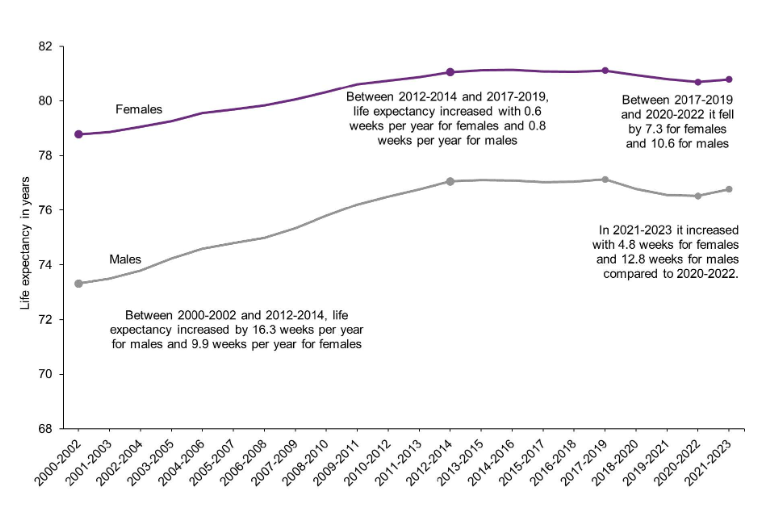 82
80
78
76
74
72
70
68
Life expectancy in years
Females
Between 2012-2014 and 2017-2019,
life expectancy increased with 0.6
weeks per year for females and 0.8
weeks per year for males
Between 2017-2019
and 2020-2022 it fell
by 7.3 for females
and 10.6 for males
Males
In 2021-2023 it increased
with 4.8 weeks for females
and 12.8 weeks for males
compared to 2020-2022.
Between 2000-2002 and 2012-2014, life
expectancy increased by 16.3 weeks per year
for males and 9.9 weeks per year for females
2000-2002
2001-2003
2002-2004
2003-2005
2004-2006
2005-2007
2006-2008
2007-2009
2008-2010
2009-2011
2010-2012
2011-2013
2012-2014
2013-2015
2014-2016
2015-2017
2016-2018
2017-2019
2018-2020
2019-2021
2020-2022
2021-2023